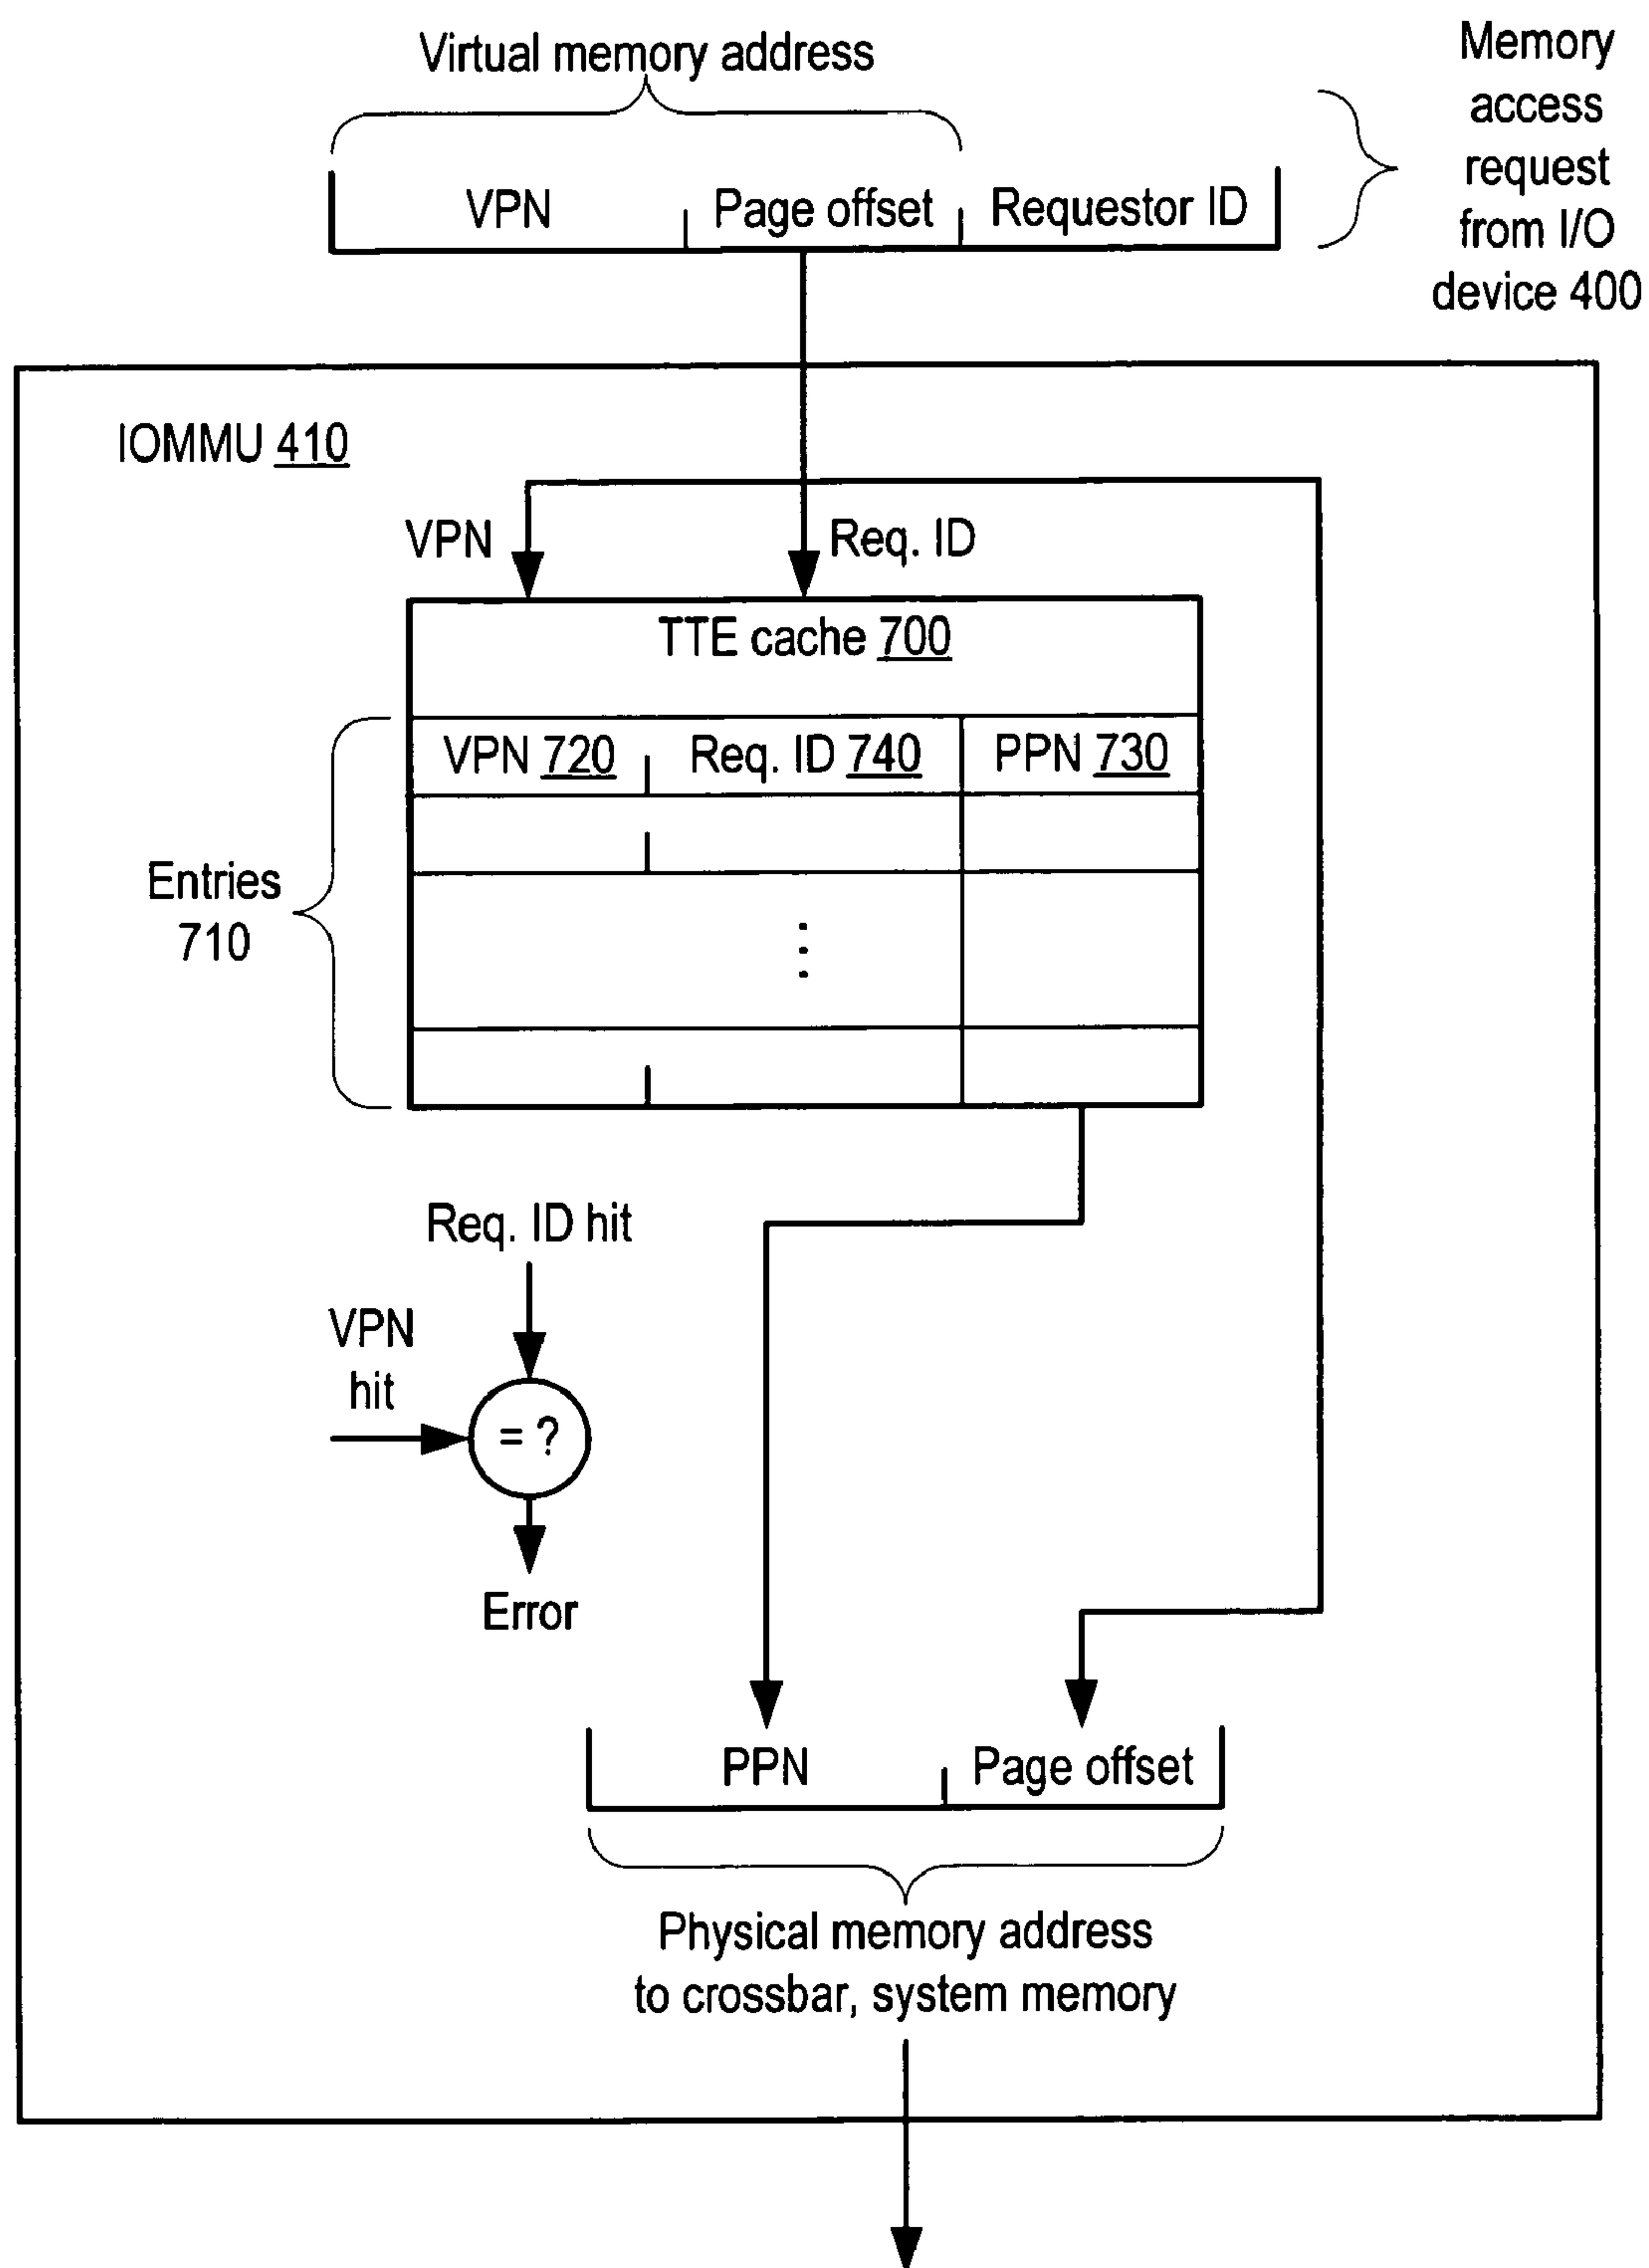 Virtual memory address
Memory
access
request
from I/O
device 400
VPN
Page offset
Requestor ID
IOMMU 410
VPN
Req. ID
TTE cache 700
VPN 720
Req. ID 740
PPN 730
Entries
710
Req. ID hit
VPN
hit
= ?
Error
PPN
Page offset
Physical memory address
to crossbar, system memory